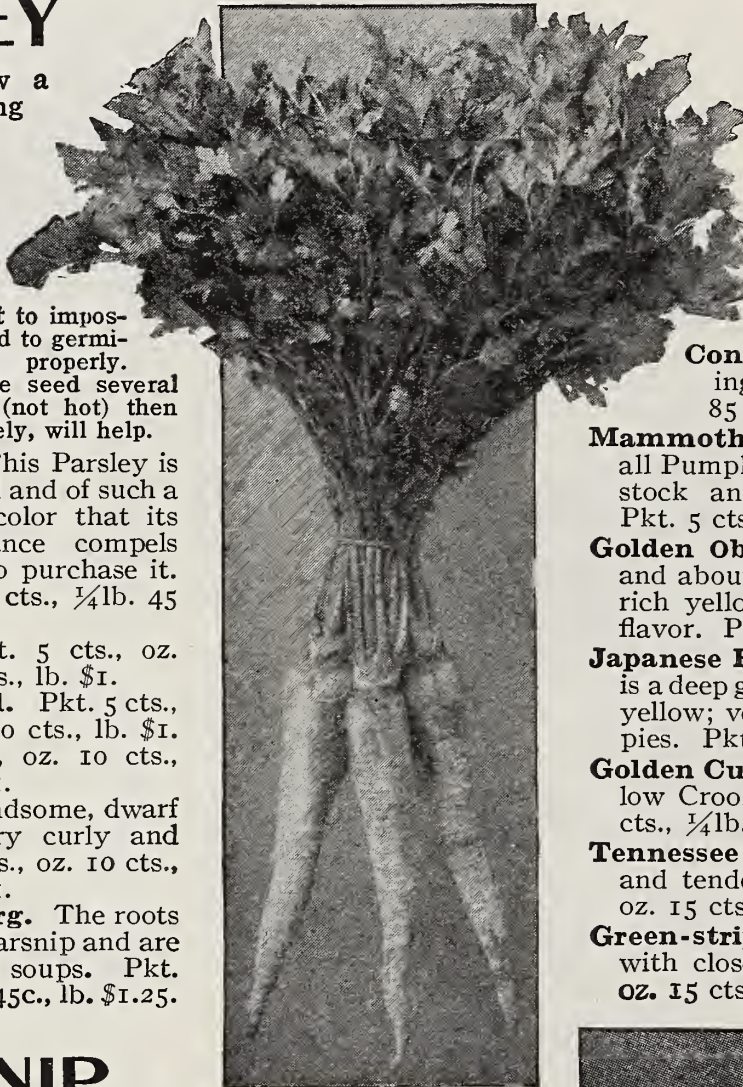 EY
w a
ng
t to impos-
d to germi-
properly.
e seed several
(not hot) then
ely, will help.
his Parsley is
and of such a
color that its
nce compels
o purchase it.
cts., ¼lb. 45
t. 5 cts., oz.
s., lb. $1.
l. Pkt. 5 cts.,
o cts., lb. $1.
, oz. 10 cts.,
ndsome, dwarf
ry curly and
s., oz. 10 cts.,
rg. The roots
arsnip and are
soups. Pkt.
45c., lb. $1.25.
NIP
Con
ing
85
Mammoth
all Pumpl
stock an
Pkt. 5 cts
Golden Ob
and abou
rich yello
flavor. P
Japanese
is a deep g
yellow; ve
pies. Pkt
Golden Cu
low Croo
cts., ¼lb.
Tennessee
and tende
oz. 15 cts
Green-stri
with clos
oz. 15 cts